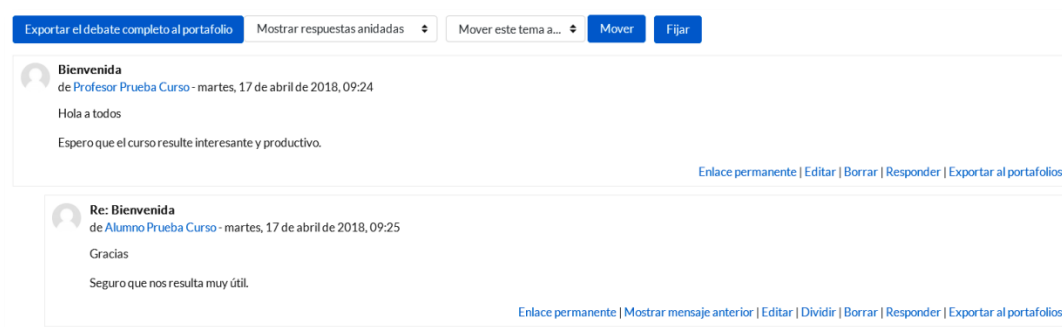 Exportar el debate completo al portafolio Mostrar respuestas anidadas Mover este tema a... Mover Fijar
Bienvenida
de Profesor Prueba Curso - martes, 17 de abril de 2018, 09:24
Hola a todos
Espero que el curso resulte interesante y productivo.
Enlace permanente | Editar | Borrar | Responder | Exportar al portafolios
Re: Bienvenida
de Alumno Prueba Curso - martes, 17 de abril de 2018, 09:25
Gracias
Seguro que nos resulta muy útil.
Enlace permanente | Mostrar mensaje anterior | Editar | Dividir | Borrar | Responder | Exportar al portafolios